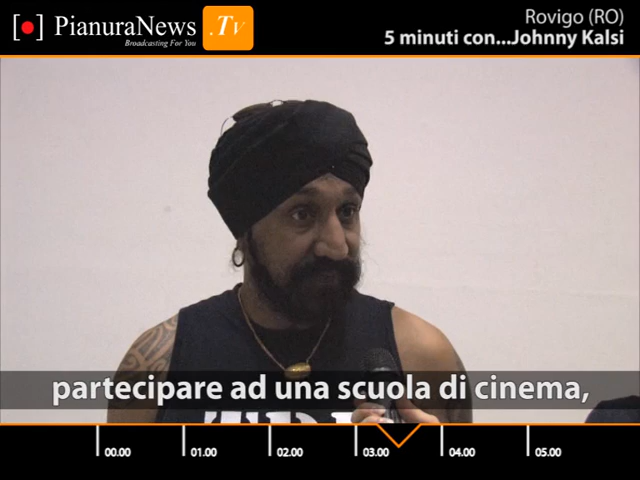 PianuraNews .Tv
Broadcasting For You
Rovigo (RO)
5 minuti con...Johnny Kalsi
partecipare ad una scuola di cinema,
00.00 01.00 02.00 03.00 04.00 05.00